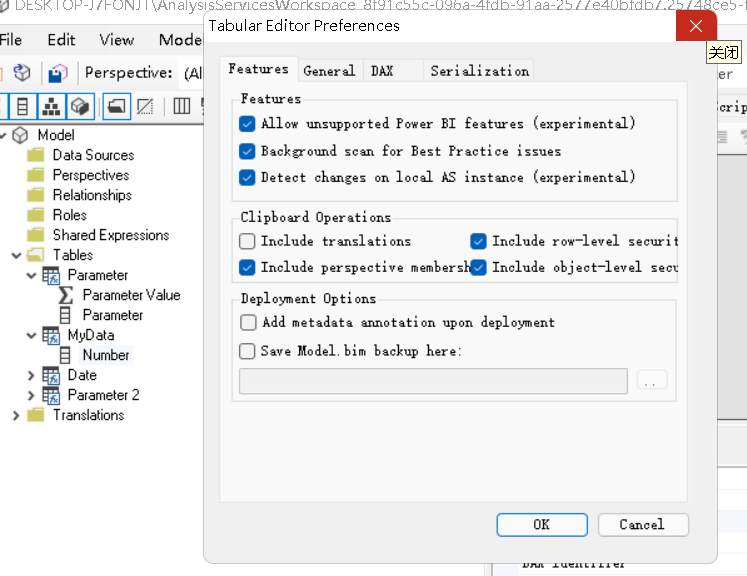 DESKTOP-J7FONJ1\AnalysisServicesWorkspace_8f91c55c-096a-4fdb-91aa-2577e40bfdb7.25748ce5-f
File Edit View Mode
Tabular Editor Preferences
关闭
Perspective: (Al
Features General DAX Serialization
Features
Allow unsupported Power BI features (experimental)
Background scan for Best Practice issues
Detect changes on local AS instance (experimental)
Clipboard Operations
Include translations
Include row-level securit
Include perspective membersh
Include object-level secu
Deployment Options
Add metadata annotation upon deployment
Save Model.bim backup here:
..
OK Cancel
Model
Data Sources
Perspectives
Relationships
Roles
Shared Expressions
Tables
Parameter
Parameter Value
Parameter
MyData
Number
Date
Parameter 2
Translations
DAX Identifier